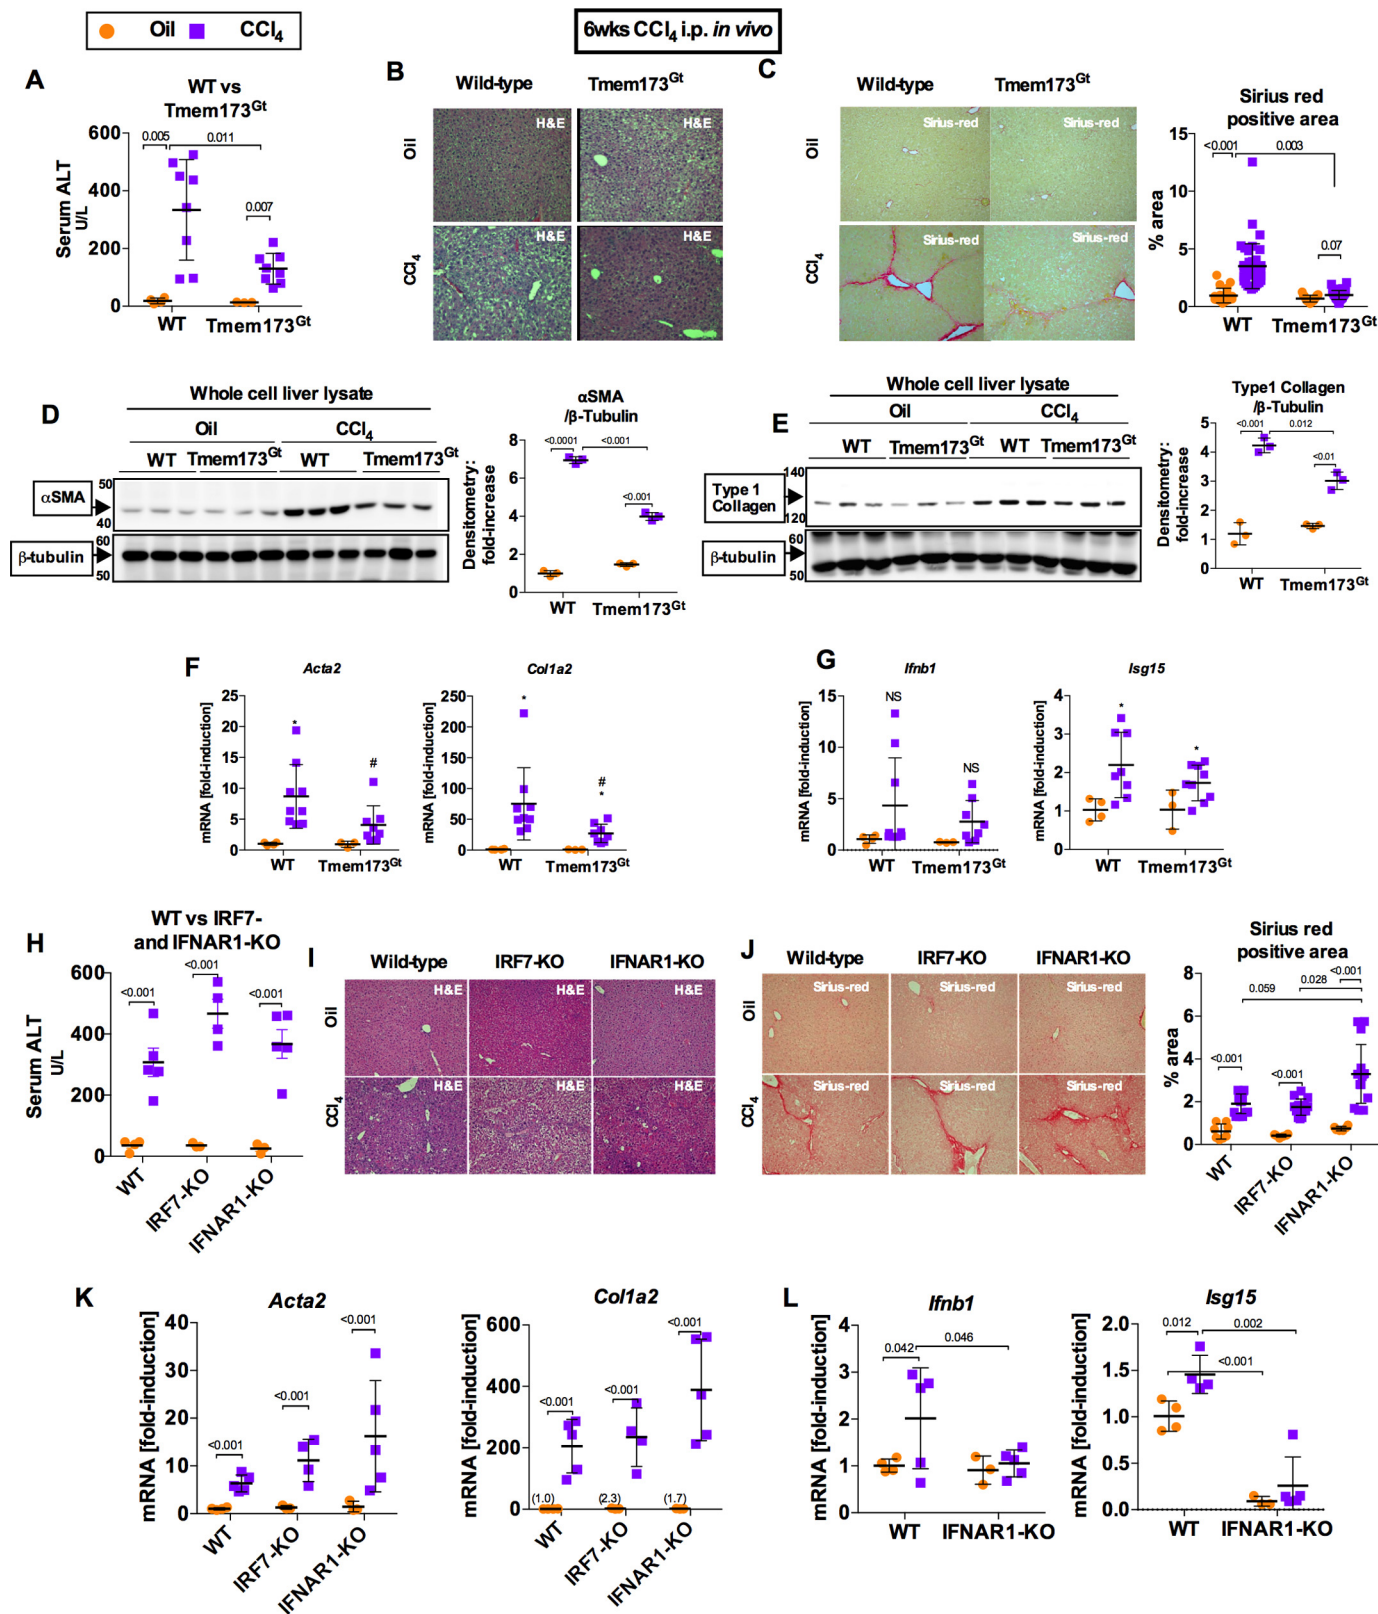 Oil CCl4
6wks CCl4 i.p. in vivo
A
WT vs
Tmem173Gt
Serum ALT
U/L
600
400
200
0
0.005
0.011
0.007
WT Tmem173Gt
B
Wild-type Tmem173Gt
Oil
CCl4
H&E H&E
H&E H&E
C
Wild-type Tmem173Gt
Oil
CCl4
Sirius-red Sirius-red
Sirius-red Sirius-red
Sirius red
positive area
% area
15
10
5
0
<0.001
0.003
0.07
WT Tmem173Gt
D
Whole cell liver lysate
Oil CCl4
WT Tmem173Gt WT Tmem173Gt
αSMA
50
40
β-tubulin
60
50
αSMA
/β-Tubulin
Densitometry:
fold-increase
8
6
4
2
0
<0.0001
<0.001
<0.001
WT Tmem173Gt
E
Whole cell liver lysate
Oil CCl4
WT Tmem173Gt WT Tmem173Gt
Type 1
Collagen
140
120
β-tubulin
60
50
Type1 Collagen
/β-Tubulin
Densitometry:
fold-increase
5
4
3
2
1
0
<0.001
0.012
<0.01
WT Tmem173Gt
F
Acta2
mRNA [fold-induction]
25
20
15
10
5
0
*
#
WT Tmem173Gt
Col1a2
mRNA [fold-induction]
250
200
150
100
50
0
*
#
*
WT Tmem173Gt
G
Ifnb1
mRNA [fold-induction]
15
10
5
0
NS
NS
WT Tmem173Gt
Isg15
mRNA [fold-induction]
4
3
2
1
0
*
*
WT Tmem173Gt
H
WT vs IRF7-
and IFNAR1-KO
Serum ALT
U/L
600
400
200
0
<0.001
<0.001
<0.001
WT IRF7-KO IFNAR1-KO
I
Wild-type IRF7-KO IFNAR1-KO
Oil
CCl4
H&E H&E H&E
H&E H&E H&E
J
Wild-type IRF7-KO IFNAR1-KO
Oil
CCl4
Sirius-red Sirius-red Sirius-red
Sirius-red Sirius-red Sirius-red
Sirius red
positive area
% area
8
6
4
2
0
<0.001
0.028
0.059
<0.001
<0.001
WT IRF7-KO IFNAR1-KO
K
Acta2
mRNA [fold-induction]
40
30
20
10
0
<0.001
<0.001
<0.001
WT IRF7-KO IFNAR1-KO
Col1a2
mRNA [fold-induction]
600
400
200
0
<0.001
<0.001
<0.001
(1.0) (2.3) (1.7)
WT IRF7-KO IFNAR1-KO
L
Ifnb1
mRNA [fold-induction]
4
3
2
1
0
0.042
0.046
WT IFNAR1-KO
Isg15
mRNA [fold-induction]
2.0
1.5
1.0
0.5
0.0
0.012
0.002
<0.001
WT IFNAR1-KO